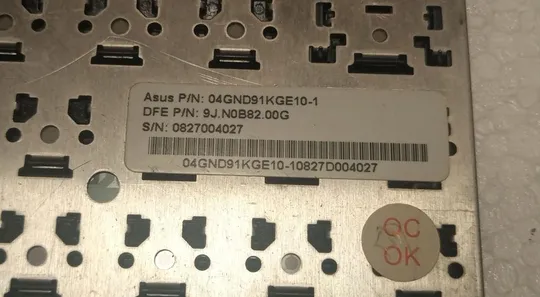 Asus P/N: 04GND91KGE10-1
DFE P/N: 9J.N0B82.00G
S/N: 0827004027
04GND91KGE10-10827D004027
QC
OK